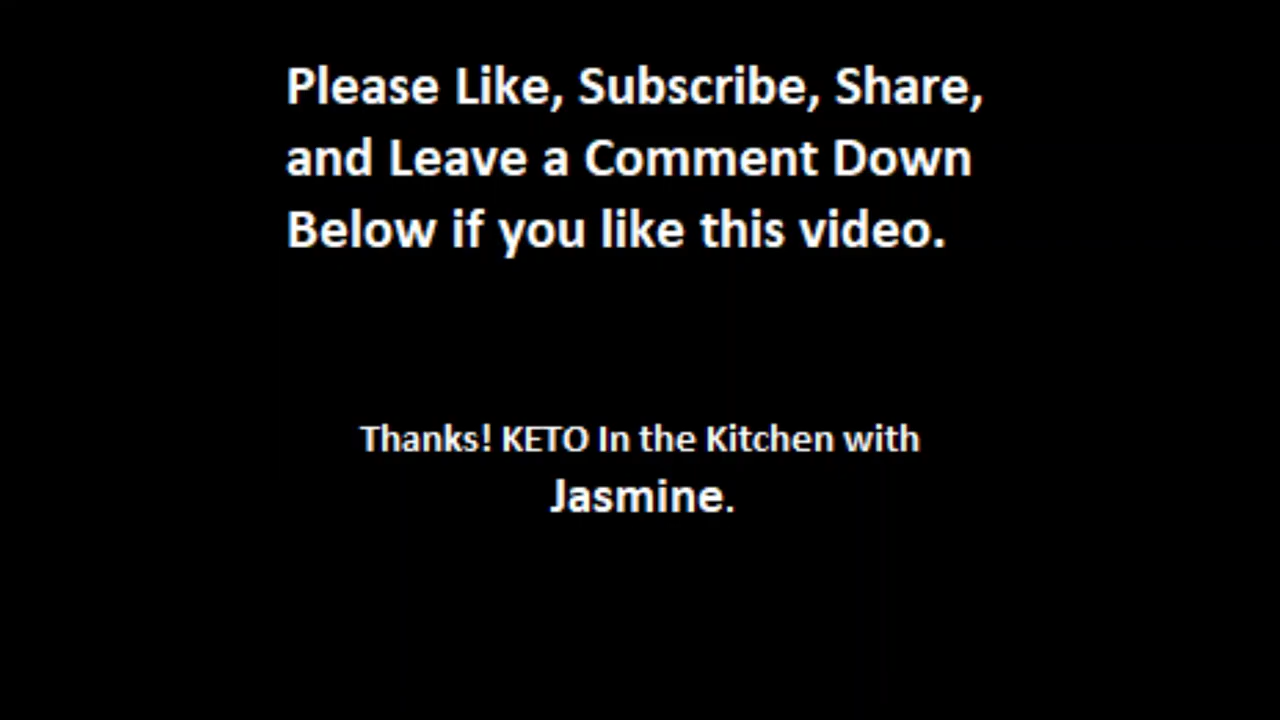 Please Like, Subscribe, Share,
and Leave a Comment Down
Below if you like this video.
Thanks! KETO In the Kitchen with
Jasmine.